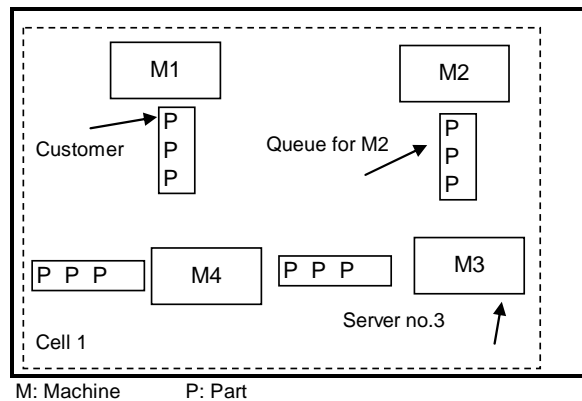 M1
M2
P
P
P
Customer
Queue for M2
P
P
P
P P P
M4
P P P
M3
Server no.3
Cell 1
M: Machine P: Part